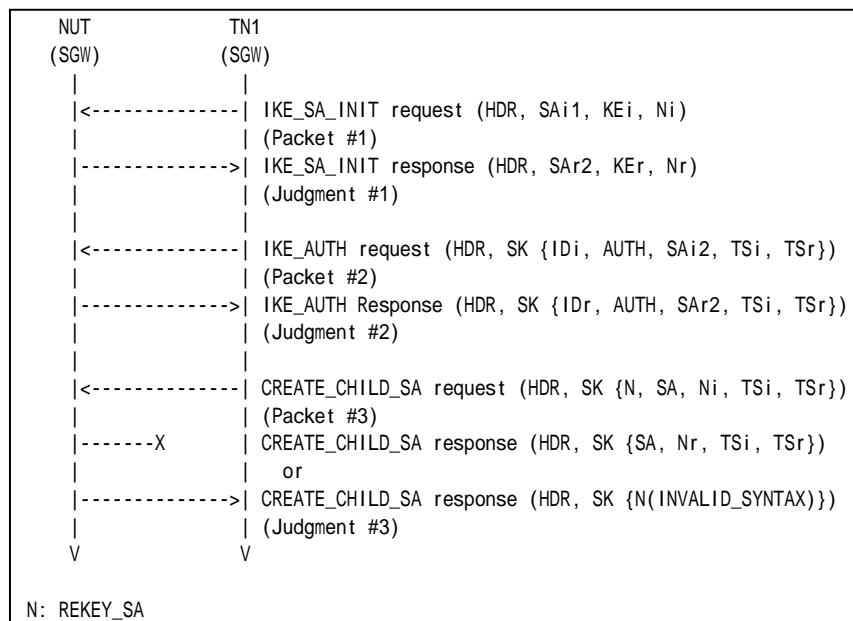 NUT TN1
(SGW) (SGW)
| |
|<--------------| IKE_SA_INIT request (HDR, SAi1, KEi, Ni)
| | (Packet #1)
|-------------->| IKE_SA_INIT response (HDR, SAr2, KEr, Nr)
| | (Judgment #1)
| |
|<--------------| IKE_AUTH request (HDR, SK {IDi, AUTH, SAi2, TSi, TSr})
| | (Packet #2)
|-------------->| IKE_AUTH Response (HDR, SK {IDr, AUTH, SAr2, TSi, TSr})
| | (Judgment #2)
| |
|<--------------| CREATE_CHILD_SA request (HDR, SK {N, SA, Ni, TSi, TSr})
| | (Packet #3)
|-------X | CREATE_CHILD_SA response (HDR, SK {SA, Nr, TSi, TSr})
| | or
|-------------->| CREATE_CHILD_SA response (HDR, SK {N(INVALID_SYNTAX)})
| | (Judgment #3)
V V
N: REKEY_SA